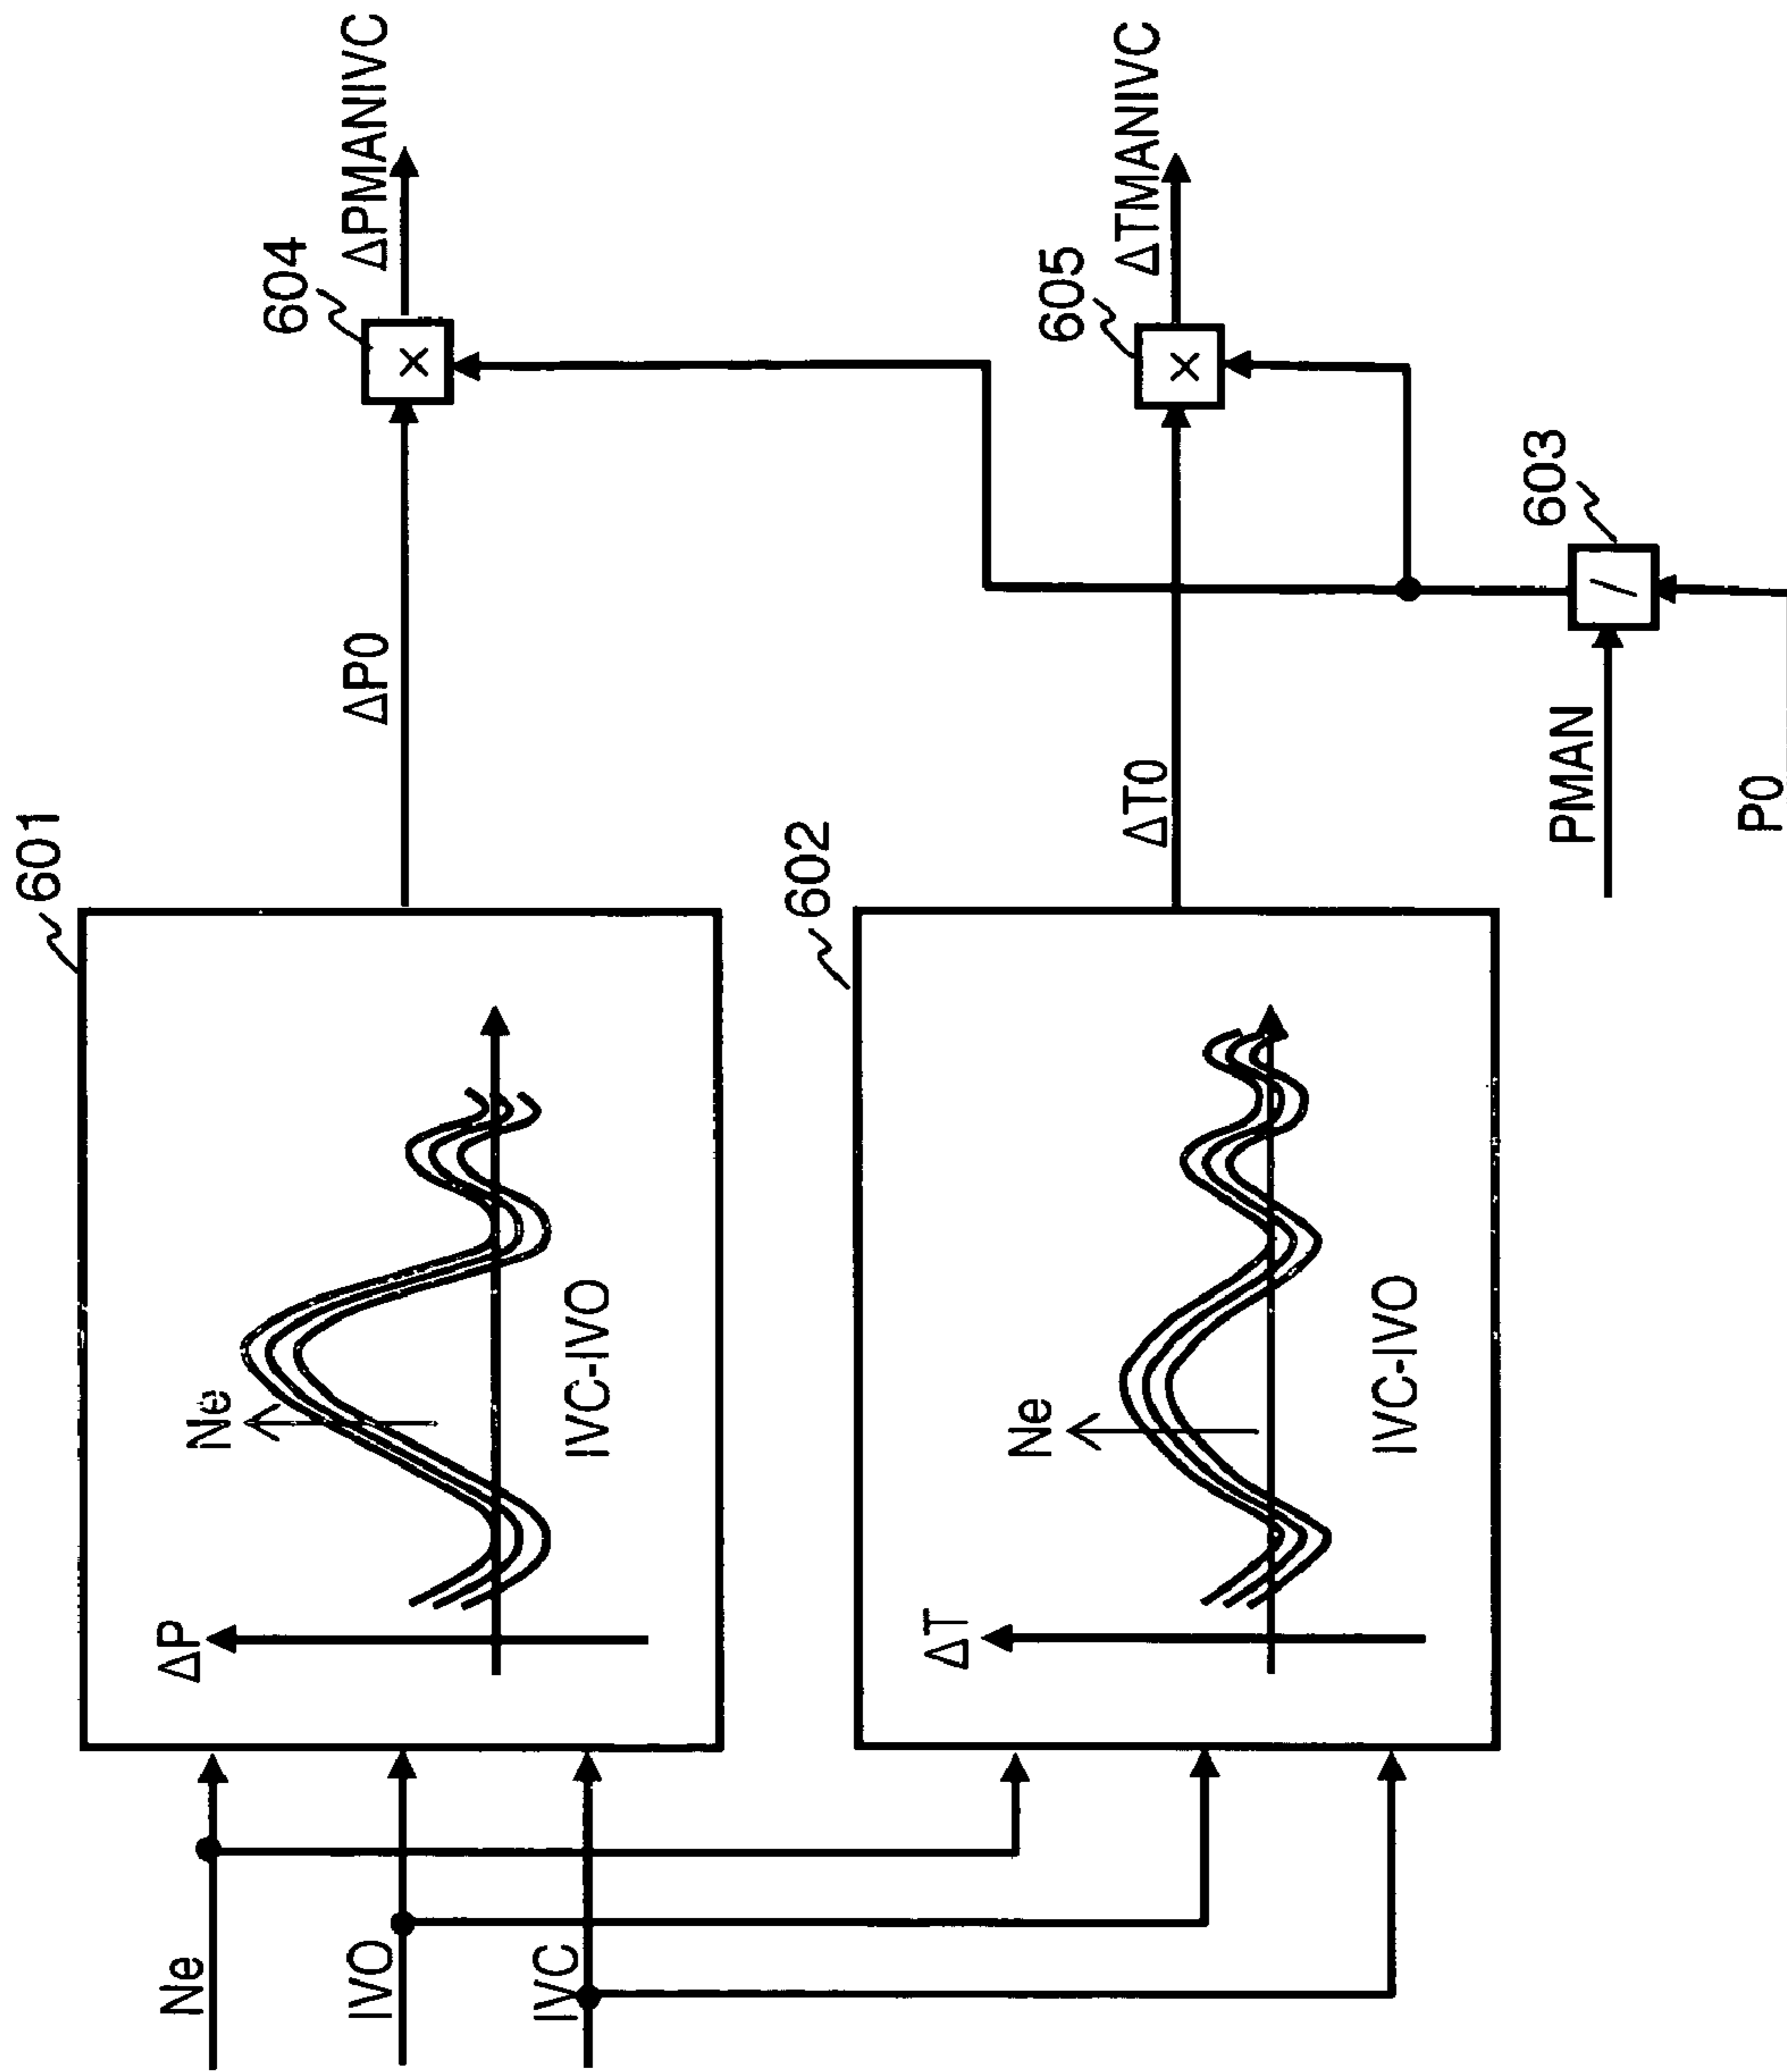 Ne
IVO
IVC
601
ΔP
Ne
IVC-IVO
ΔP0
604
×
ΔPMANIVC
602
ΔT
Ne
IVC-IVO
ΔT0
605
×
ΔTMANIVC
PMAN
P0
603
/